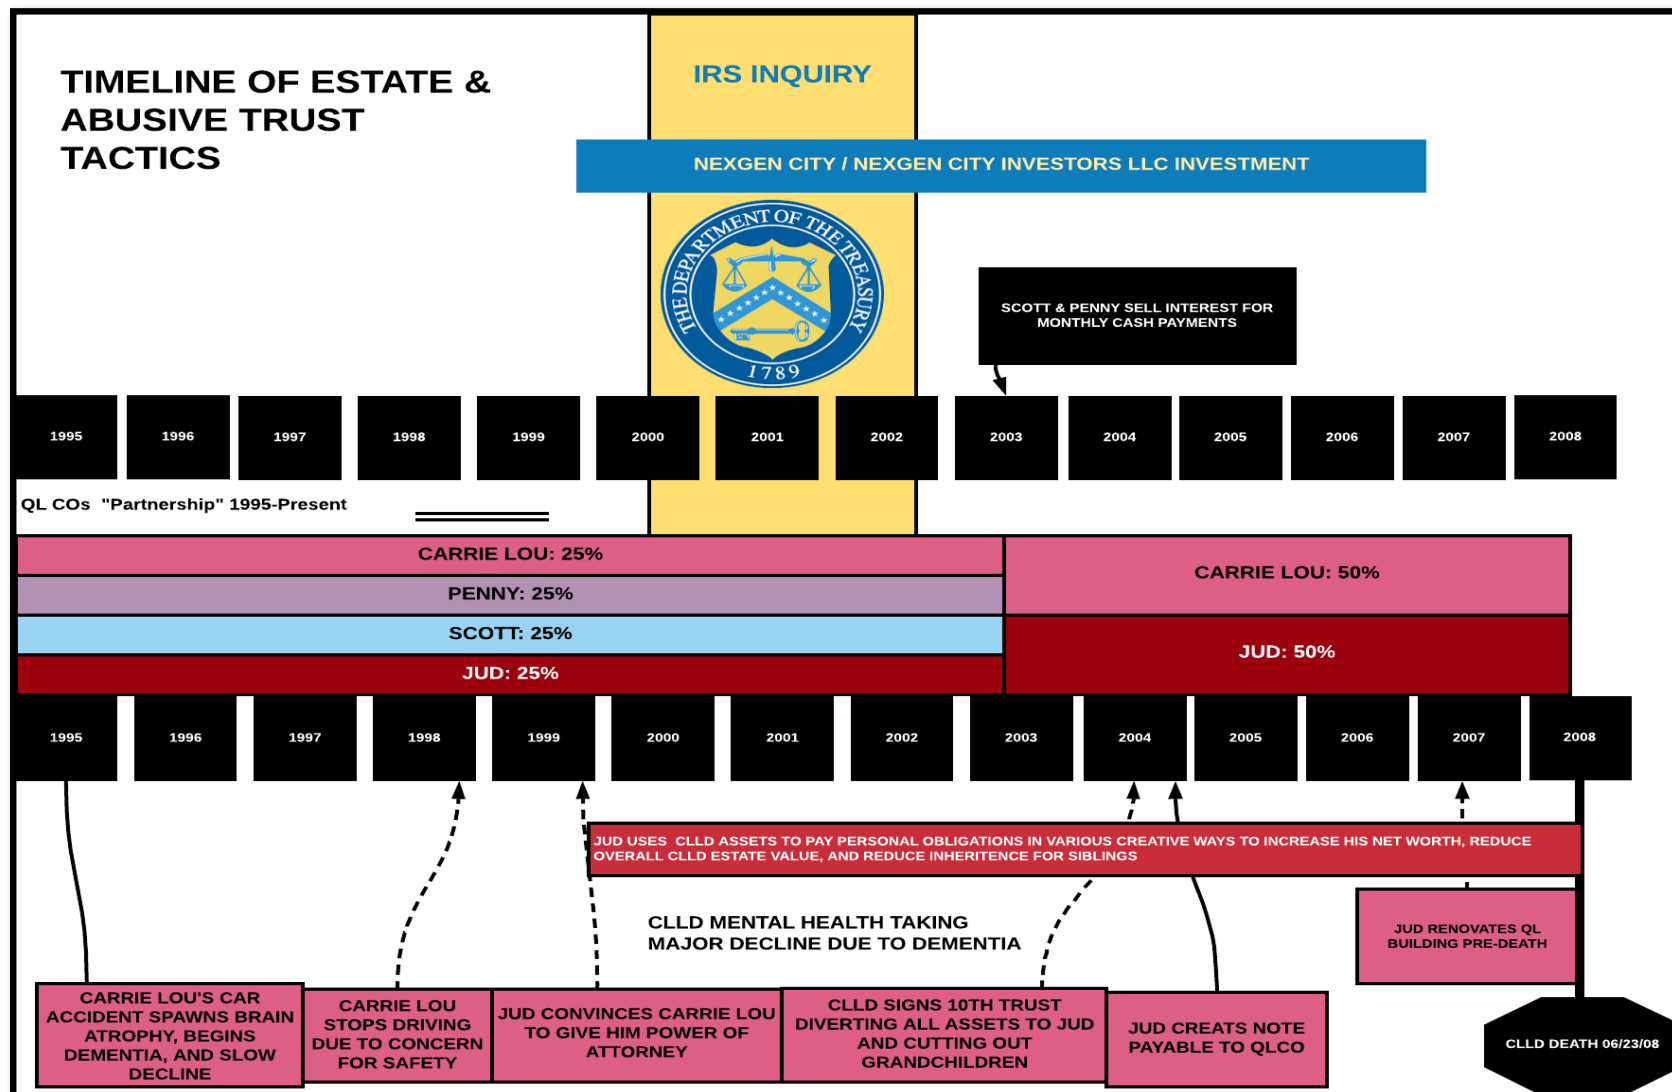 TIMELINE OF ESTATE &
ABUSIVE TRUST
TACTICS
IRS INQUIRY
NEXGEN CITY / NEXGEN CITY INVESTORS LLC INVESTMENT
THE DEPARTMENT OF THE TREASURY
1789
SCOTT & PENNY SELL INTEREST FOR
MONTHLY CASH PAYMENTS
1995 1996 1997 1998 1999 2000 2001 2002 2003 2004 2005 2006 2007 2008
QL COs "Partnership" 1995-Present
CARRIE LOU: 25%
PENNY: 25%
SCOTT: 25%
JUD: 25%
CARRIE LOU: 50%
JUD: 50%
1995 1996 1997 1998 1999 2000 2001 2002 2003 2004 2005 2006 2007 2008
JUD USES CLLD ASSETS TO PAY PERSONAL OBLIGATIONS IN VARIOUS CREATIVE WAYS TO INCREASE HIS NET WORTH, REDUCE
OVERALL CLLD ESTATE VALUE, AND REDUCE INHERITENCE FOR SIBLINGS
CLLD MENTAL HEALTH TAKING
MAJOR DECLINE DUE TO DEMENTIA
JUD RENOVATES QL
BUILDING PRE-DEATH
CARRIE LOU'S CAR
ACCIDENT SPAWNS BRAIN
ATROPHY, BEGINS
DEMENTIA, AND SLOW
DECLINE
CARRIE LOU
STOPS DRIVING
DUE TO CONCERN
FOR SAFETY
JUD CONVINCES CARRIE LOU
TO GIVE HIM POWER OF
ATTORNEY
CLLD SIGNS 10TH TRUST
DIVERTING ALL ASSETS TO JUD
AND CUTTING OUT
GRANDCHILDREN
JUD CREATS NOTE
PAYABLE TO QLCO
CLLD DEATH 06/23/08